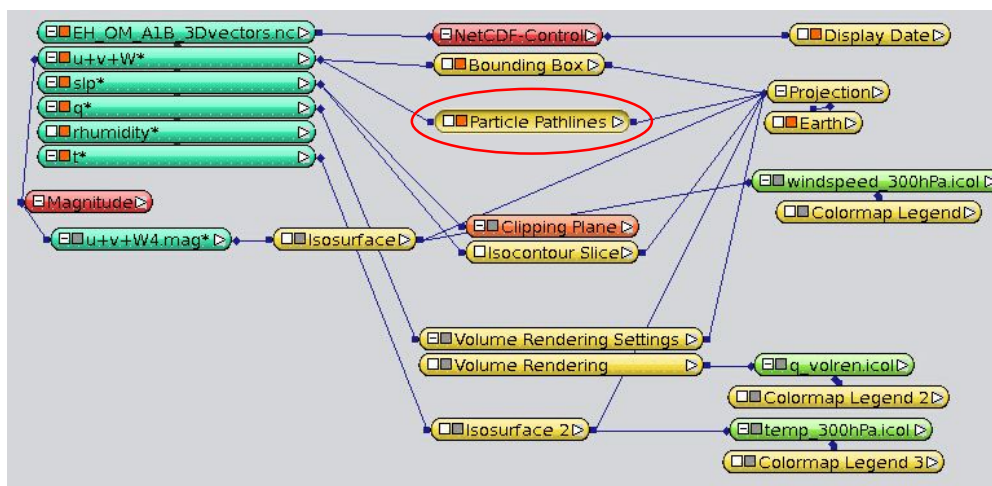 EH_OM_A1B_3Dvectors.nc
NetCDF-Control
Display Date
u+v+W*
Bounding Box
slp*
Projection
q*
Particle Pathlines
Earth
rhumidity*
t*
windspeed_300hPa.icol
Magnitude
Colormap Legend
u+v+W4.mag*
Isosurface
Clipping Plane
Isocontour Slice
Volume Rendering Settings
Volume Rendering
q_volren.icol
Colormap Legend 2
Isosurface 2
temp_300hPa.icol
Colormap Legend 3